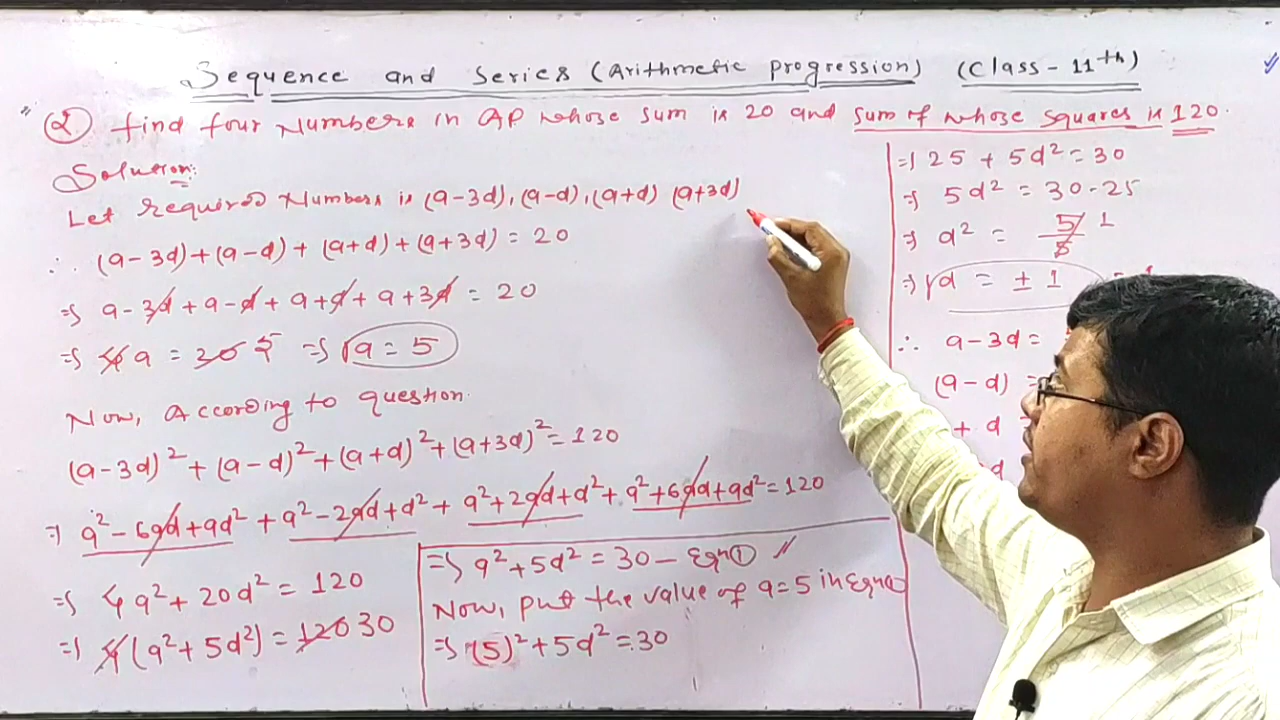 Sequence and Series (Arithmetic progression) (Class-11th)
(2.) find four Numbers in AP whose sum is 20 and sum of whose squares is 120.
Solution:
Let required Numbers is (a-3d), (a-d), (a+d) (a+3d)
∴ (a-3d)+(a-d)+(a+d)+(a+3d) = 20
⇒ a-3d+a-d+a+d+a+3d = 20
⇒ 4a = 20 5 ⇒ a = 5
Now, According to question.
(a-3d)²+(a-d)²+(a+d)²+(a+3d)²=120
⇒ a²-6ad+9d²+a²-2ad+d²+a²+2ad+d²+a²+6ad+9d²=120
⇒ 4a²+20d² = 120
⇒ 4(a²+5d²) = 120 30
⇒ a²+5d² = 30 - Eqn①
Now, put the value of a=5 in Eqn
⇒ (5)²+5d²=30
⇒ 25 + 5d² = 30
⇒ 5d² = 30-25
⇒ d² = 5/5 1
⇒ d = ± 1
∴ a-3d =
(a-d) =
+ d